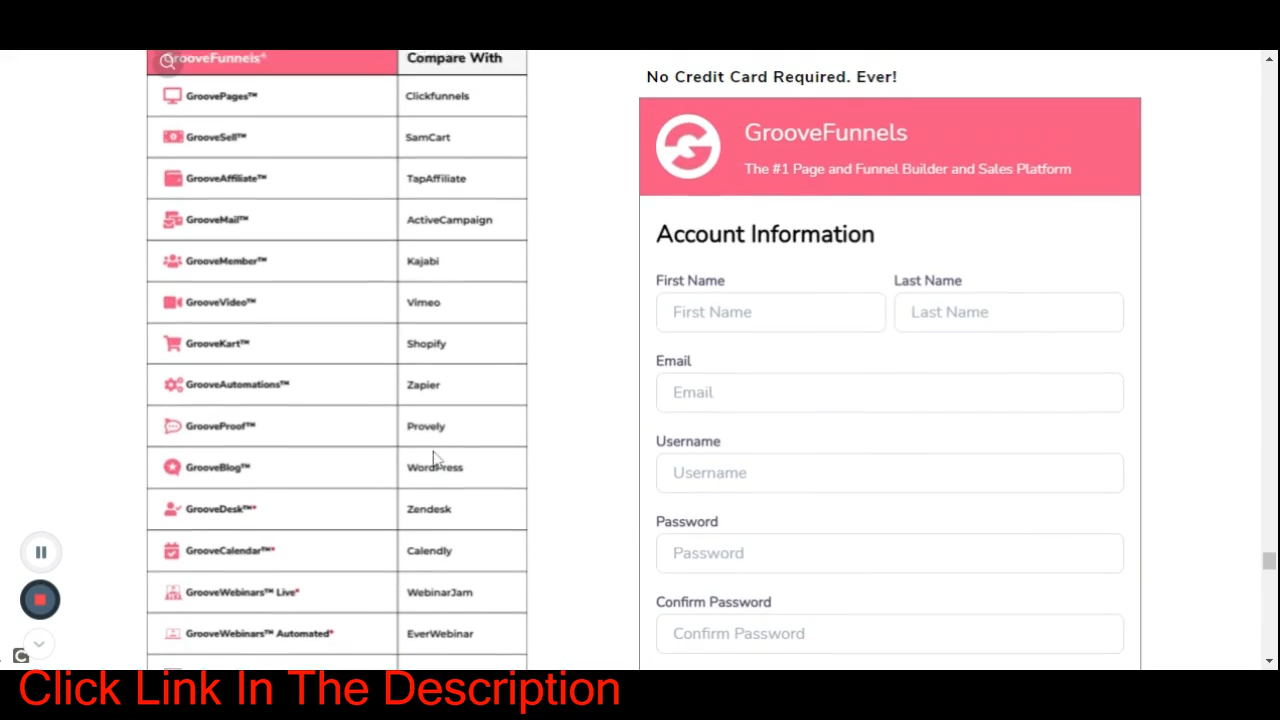 GrooveFunnels* Compare With
GroovePages™ Clickfunnels
GrooveSell™ SamCart
GrooveAffiliate™ TapAffiliate
GrooveMail™ ActiveCampaign
GrooveMember™ Kajabi
GrooveVideo™ Vimeo
GrooveKart™ Shopify
GrooveAutomations™ Zapier
GrooveProof™ Provely
GrooveBlog™ WordPress
GrooveDesk™* Zendesk
GrooveCalendar™* Calendly
GrooveWebinars™ Live* WebinarJam
GrooveWebinars™ Automated* EverWebinar
No Credit Card Required. Ever!
GrooveFunnels
The #1 Page and Funnel Builder and Sales Platform
Account Information
First Name Last Name
First Name Last Name
Email
Email
Username
Username
Password
Password
Confirm Password
Confirm Password
Click Link In The Description